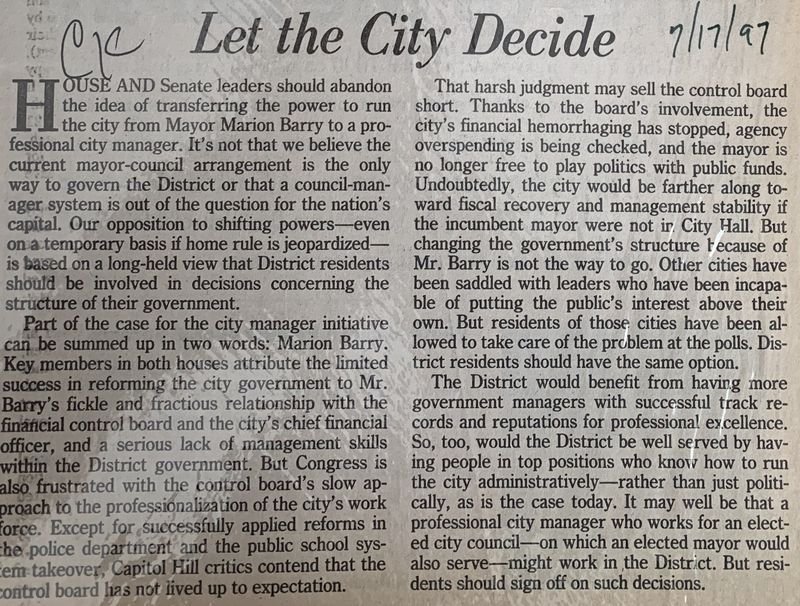 Let the City Decide
7/17/97
HOUSE AND Senate leaders should abandon
the idea of transferring the power to run
the city from Mayor Marion Barry to a pro-
fessional city manager. It's not that we believe the
current mayor-council arrangement is the only
way to govern the District or that a council-man-
ager system is out of the question for the nation's
capital. Our opposition to shifting powers—even
on a temporary basis if home rule is jeopardized—
is based on a long-held view that District residents
should be involved in decisions concerning the
structure of their government.
Part of the case for the city manager initiative
can be summed up in two words: Marion Barry.
Key members in both houses attribute the limited
success in reforming the city government to Mr.
Barry's fickle and fractious relationship with the
financial control board and the city's chief financial
officer, and a serious lack of management skills
within the District government. But Congress is
also frustrated with the control board's slow ap-
proach to the professionalization of the city's work
force. Except for successfully applied reforms in
he police department and the public school sys-
em takeover, Capitol Hill critics contend that the
control board has not lived up to expectation.
That harsh judgment may sell the control board
short. Thanks to the board's involvement, the
city's financial hemorrhaging has stopped, agency
overspending is being checked, and the mayor is
no longer free to play politics with public funds.
Undoubtedly, the city would be farther along to-
ward fiscal recovery and management stability if
the incumbent mayor were not in City Hall. But
changing the government's structure because of
Mr. Barry is not the way to go. Other cities have
been saddled with leaders who have been incapa-
ble of putting the public's interest above their
own. But residents of those cities have been al-
lowed to take care of the problem at the polls. Dis-
trict residents should have the same option.
The District would benefit from having more
government managers with successful track re-
cords and reputations for professional excellence.
So, too, would the District be well served by hav-
ing people in top positions who know how to run
the city administratively—rather than just politi-
cally, as is the case today. It may well be that a
professional city manager who works for an elect-
ed city council—on which an elected mayor would
also serve—might work in the District. But resi-
dents should sign off on such decisions.